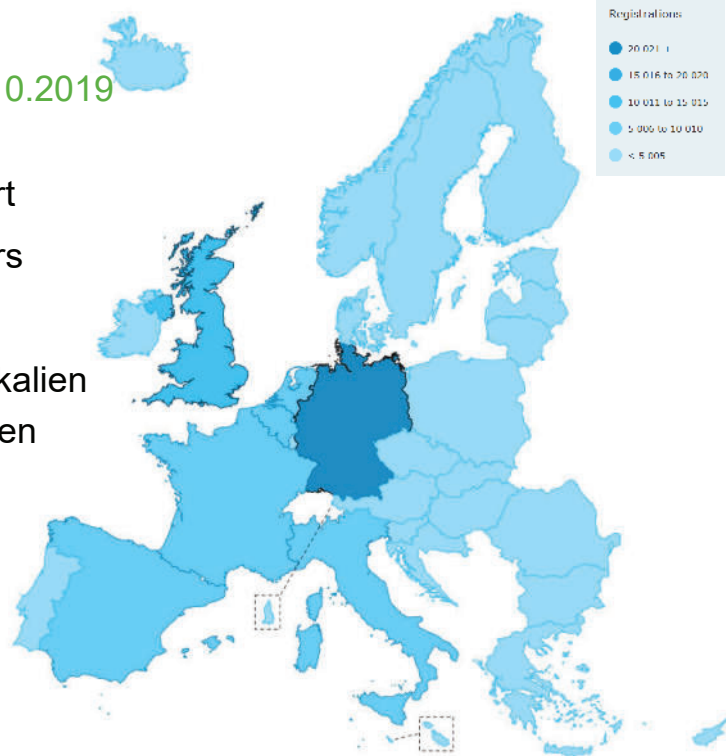 0.2019
rt
rs
kalien
en
Registrations
20 021 +
15 016 to 20 020
10 011 to 15 015
5 006 to 10 010
< 5 005